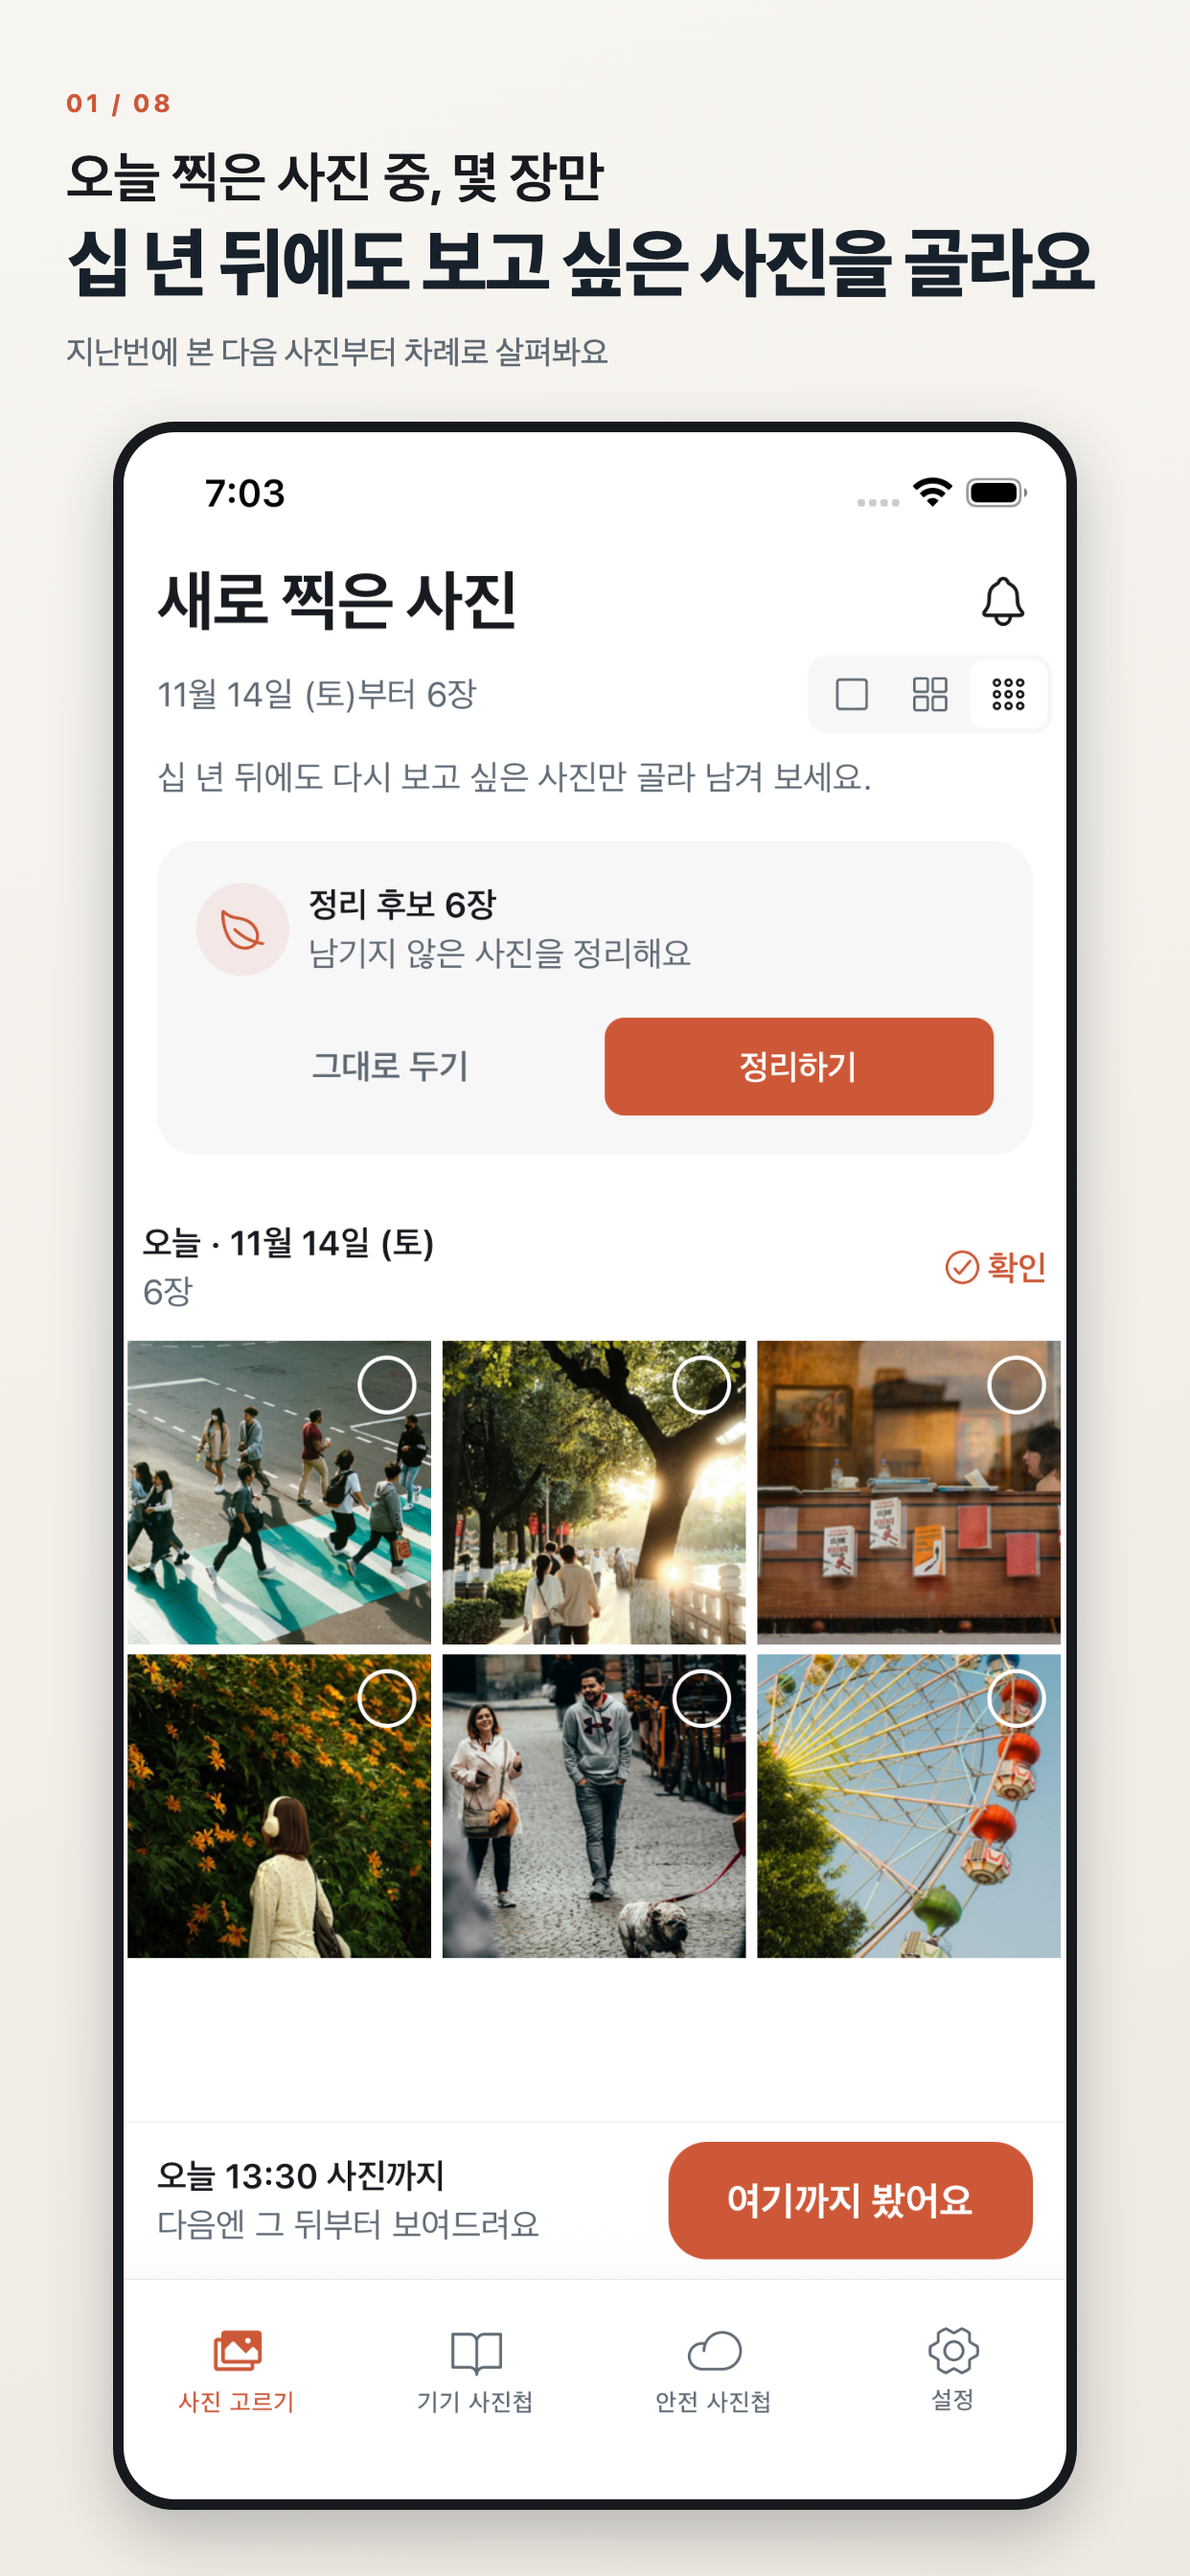 01 / 08
오늘 찍은 사진 중, 몇 장만
십 년 뒤에도 보고 싶은 사진을 골라요
지난번에 본 다음 사진부터 차례로 살펴봐요
7:03
새로 찍은 사진
11월 14일 (토)부터 6장
십 년 뒤에도 다시 보고 싶은 사진만 골라 남겨 보세요.
정리 후보 6장
남기지 않은 사진을 정리해요
그대로 두기
정리하기
오늘 · 11월 14일 (토)
6장
확인
오늘 13:30 사진까지
다음엔 그 뒤부터 보여드려요
여기까지 봤어요
사진 고르기
기기 사진첩
안전 사진첩
설정